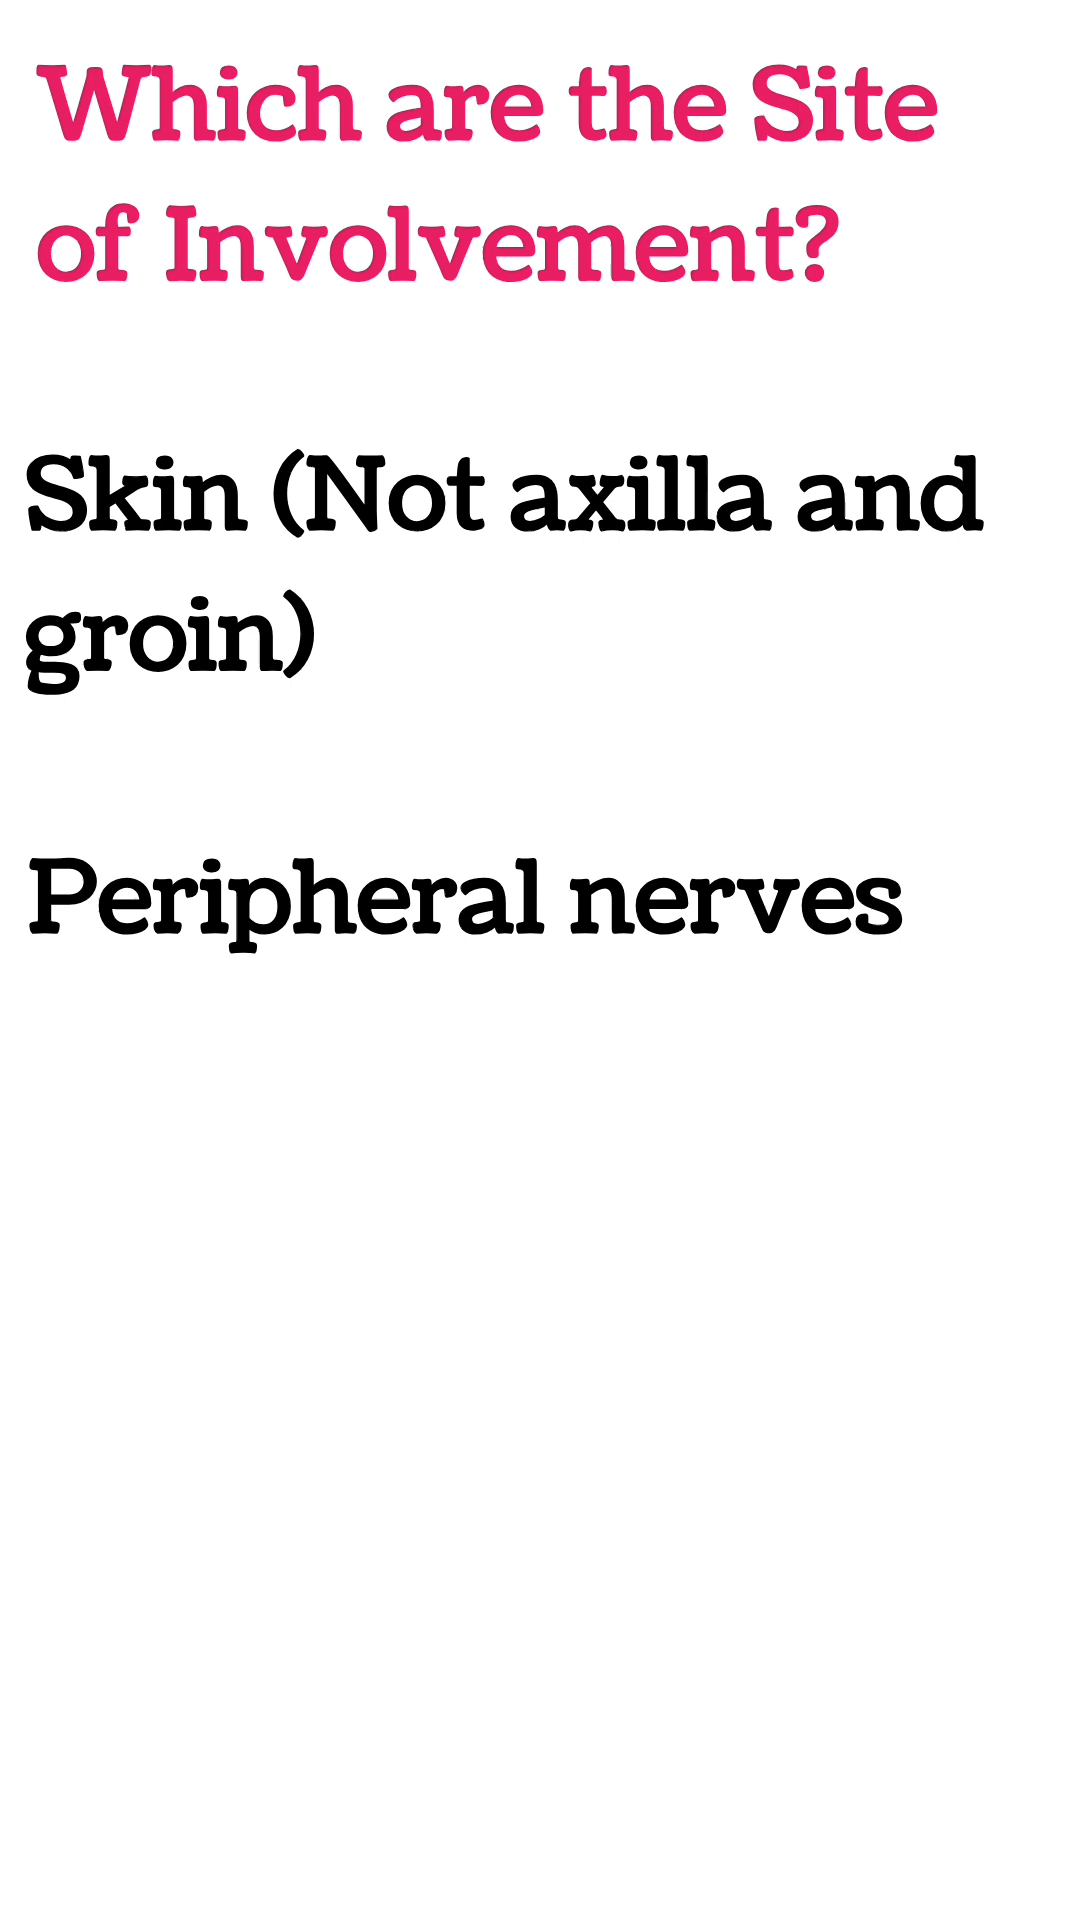 Which are the Site
of Involvement?
Skin (Not axilla and
groin)
Peripheral nerves